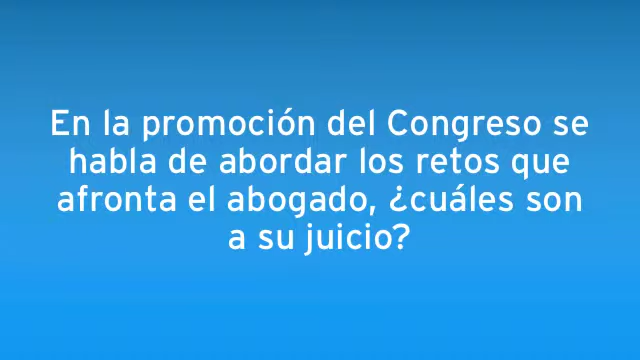 En la promoción del Congreso se
habla de abordar los retos que
afronta el abogado, ¿cuáles son
a su juicio?